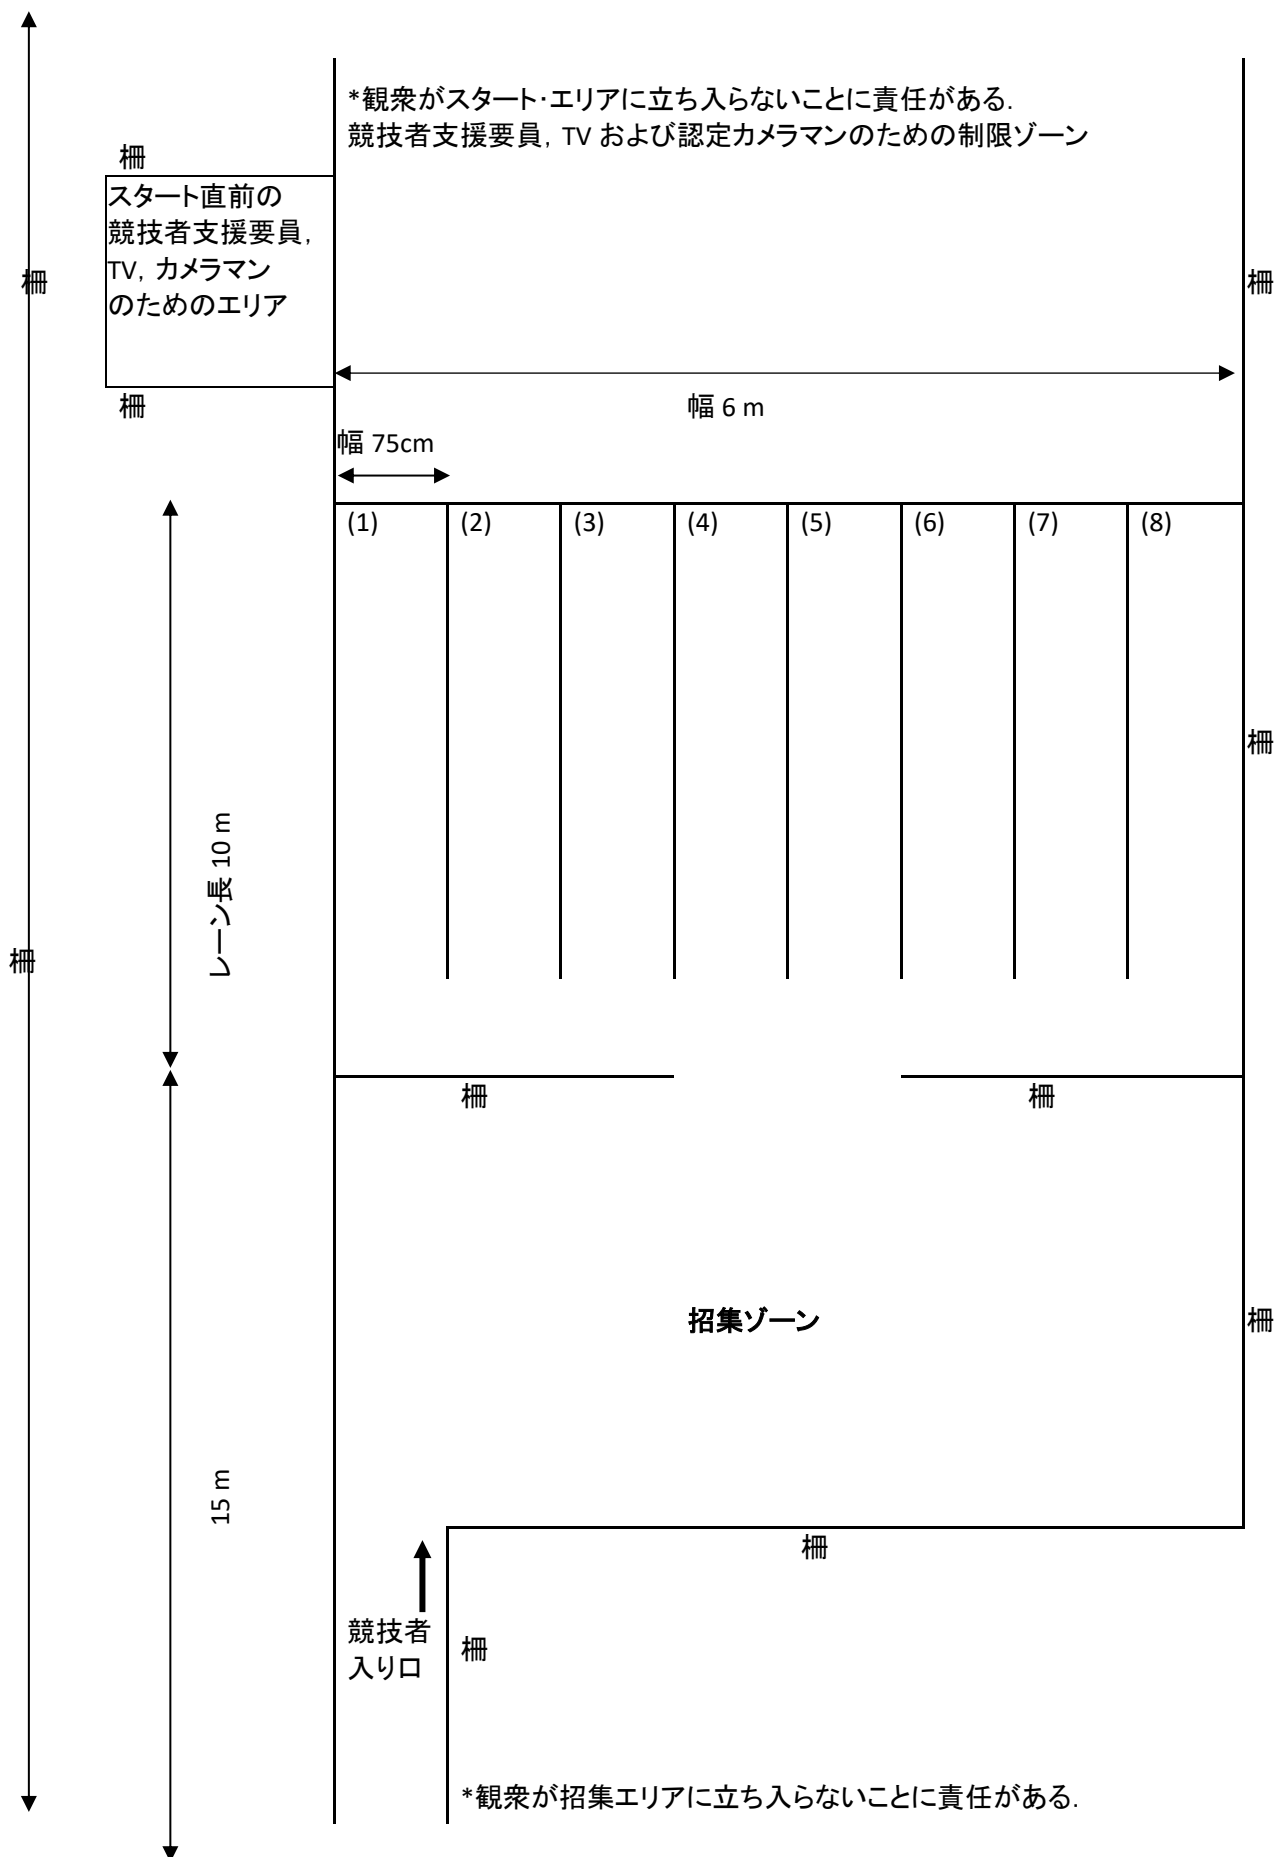 *観衆がスタート・エリアに立ち入らないことに責任がある.
競技者支援要員, TV および認定カメラマンのための制限ゾーン
柵
スタート直前の
競技者支援要員,
TV, カメラマン
のためのエリア
柵
柵
柵
幅 6 m
幅 75cm
(1) (2) (3) (4) (5) (6) (7) (8)
柵
レーン長 10 m
柵
柵
柵
招集ゾーン
柵
15 m
柵
競技者
入り口
柵
*観衆が招集エリアに立ち入らないことに責任がある.